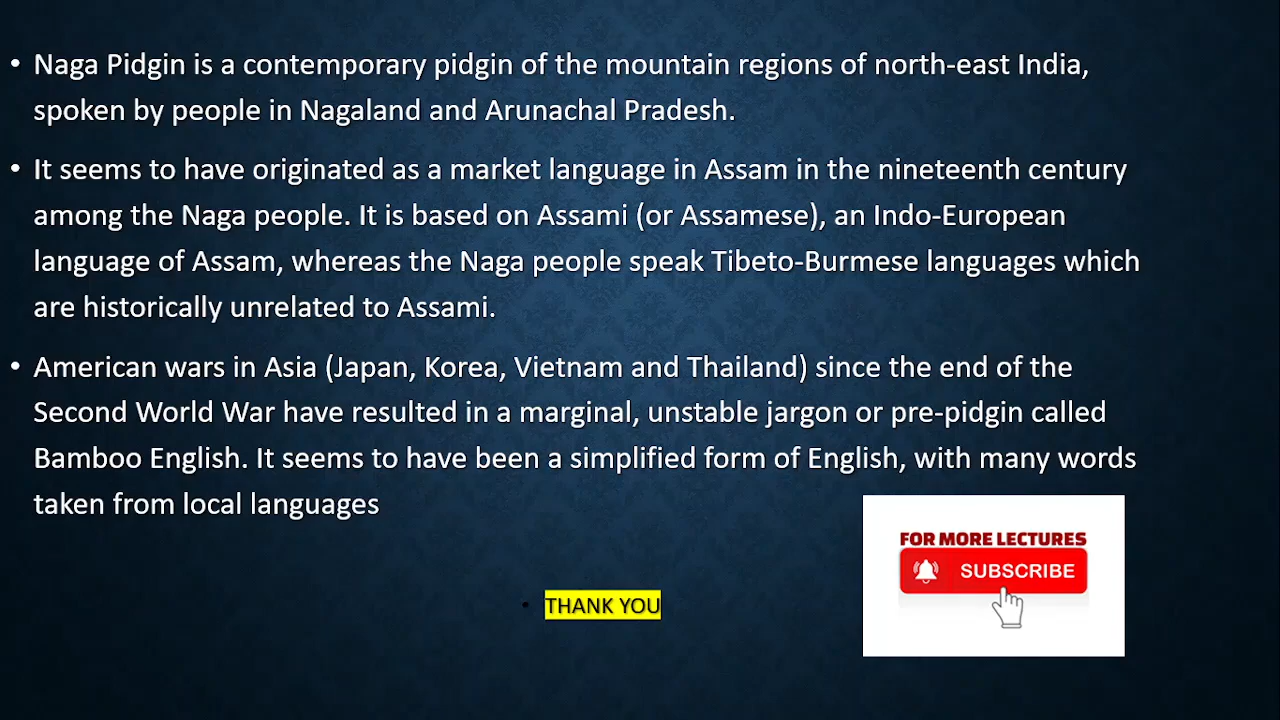 • Naga Pidgin is a contemporary pidgin of the mountain regions of north-east India,
spoken by people in Nagaland and Arunachal Pradesh.
• It seems to have originated as a market language in Assam in the nineteenth century
among the Naga people. It is based on Assami (or Assamese), an Indo-European
language of Assam, whereas the Naga people speak Tibeto-Burmese languages which
are historically unrelated to Assami.
• American wars in Asia (Japan, Korea, Vietnam and Thailand) since the end of the
Second World War have resulted in a marginal, unstable jargon or pre-pidgin called
Bamboo English. It seems to have been a simplified form of English, with many words
taken from local languages
FOR MORE LECTURES
SUBSCRIBE
• THANK YOU